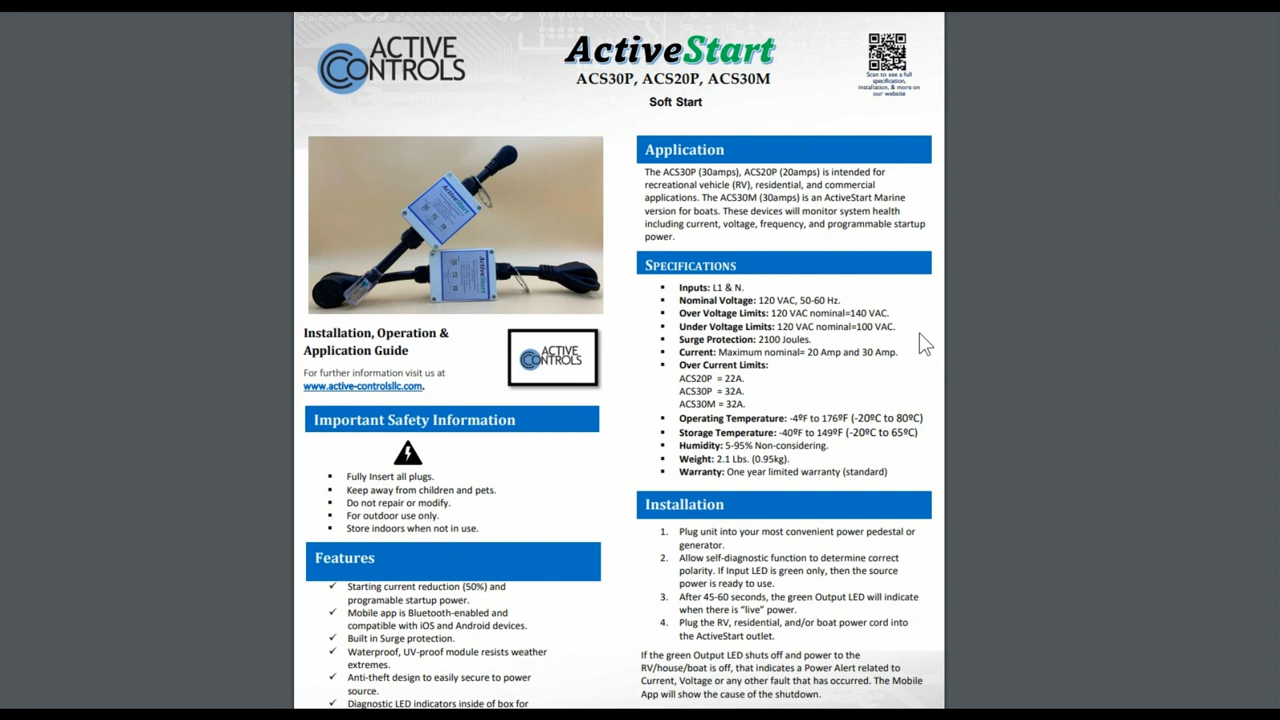 ACTIVE
CONTROLS
ActiveStart
ACS30P, ACS20P, ACS30M
Soft Start
Scan to see a full
specification,
installation, & more on
our website
ActiveStart
ActiveStart
Installation, Operation &
Application Guide
For further information visit us at
www.active-controlsllc.com.
ACTIVE
CONTROLS
Important Safety Information
▪ Fully Insert all plugs.
▪ Keep away from children and pets.
▪ Do not repair or modify.
▪ For outdoor use only.
▪ Store indoors when not in use.
Features
✓ Starting current reduction (50%) and
programable startup power.
✓ Mobile app is Bluetooth-enabled and
compatible with iOS and Android devices.
✓ Built in Surge protection.
✓ Waterproof, UV-proof module resists weather
extremes.
✓ Anti-theft design to easily secure to power
source.
✓ Diagnostic LED indicators inside of box for
Application
The ACS30P (30amps), ACS20P (20amps) is intended for
recreational vehicle (RV), residential, and commercial
applications. The ACS30M (30amps) is an ActiveStart Marine
version for boats. These devices will monitor system health
including current, voltage, frequency, and programmable startup
power.
SPECIFICATIONS
▪ Inputs: L1 & N.
▪ Nominal Voltage: 120 VAC, 50-60 Hz.
▪ Over Voltage Limits: 120 VAC nominal=140 VAC.
▪ Under Voltage Limits: 120 VAC nominal=100 VAC.
▪ Surge Protection: 2100 Joules.
▪ Current: Maximum nominal= 20 Amp and 30 Amp.
▪ Over Current Limits:
ACS20P = 22A.
ACS30P = 32A.
ACS30M = 32A.
▪ Operating Temperature: -4ºF to 176ºF (-20ºC to 80ºC)
▪ Storage Temperature: -40ºF to 149ºF (-20ºC to 65ºC)
▪ Humidity: 5-95% Non-considering.
▪ Weight: 2.1 Lbs. (0.95kg).
▪ Warranty: One year limited warranty (standard)
Installation
1. Plug unit into your most convenient power pedestal or
generator.
2. Allow self-diagnostic function to determine correct
polarity. If Input LED is green only, then the source
power is ready to use.
3. After 45-60 seconds, the green Output LED will indicate
when there is “live” power.
4. Plug the RV, residential, and/or boat power cord into
the ActiveStart outlet.
If the green Output LED shuts off and power to the
RV/house/boat is off, that indicates a Power Alert related to
Current, Voltage or any other fault that has occurred. The Mobile
App will show the cause of the shutdown.